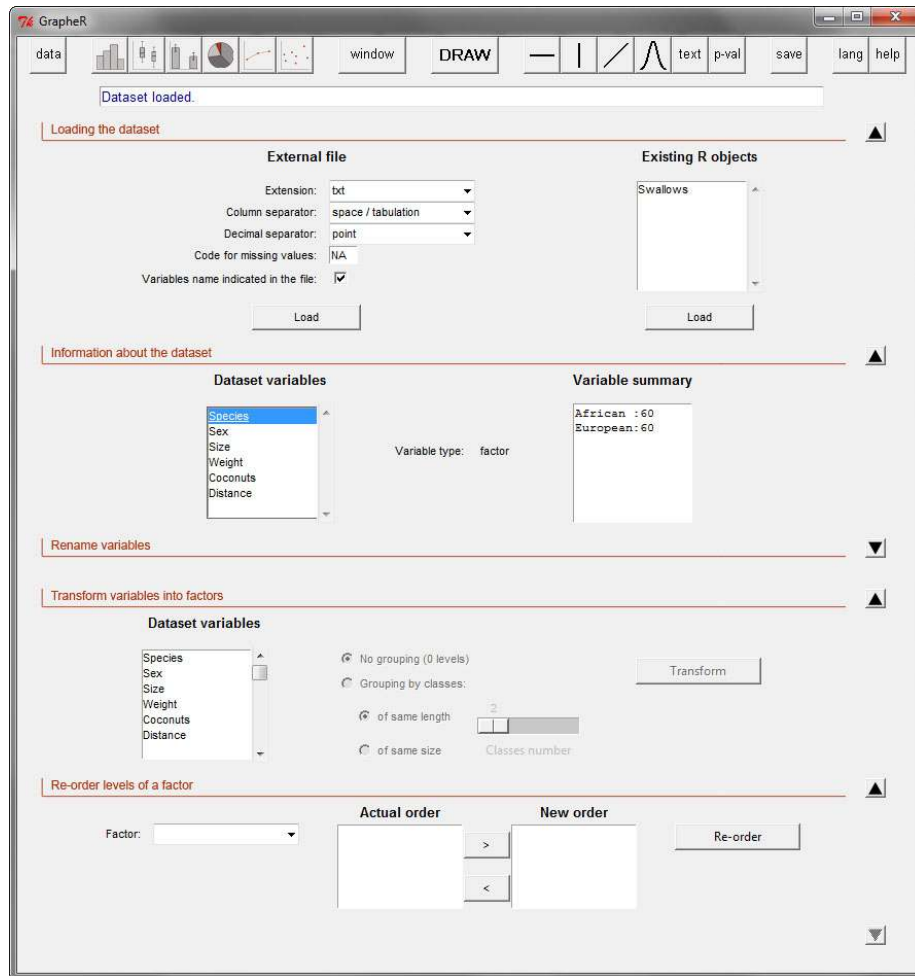 GrapheR
data window DRAW text p-val save lang help
Dataset loaded.
Loading the dataset
External file
Existing R objects
Extension: txt
Column separator: space / tabulation
Decimal separator: point
Code for missing values: NA
Variables name indicated in the file:
Swallows
Load
Load
Information about the dataset
Dataset variables
Variable summary
Species
Sex
Size
Weight
Coconuts
Distance
Variable type: factor
African :60
European:60
Rename variables
Transform variables into factors
Dataset variables
Species
Sex
Size
Weight
Coconuts
Distance
No grouping (0 levels)
Grouping by classes:
of same length
2
of same size
Classes number
Transform
Re-order levels of a factor
Factor:
Actual order
New order
>
<
Re-order